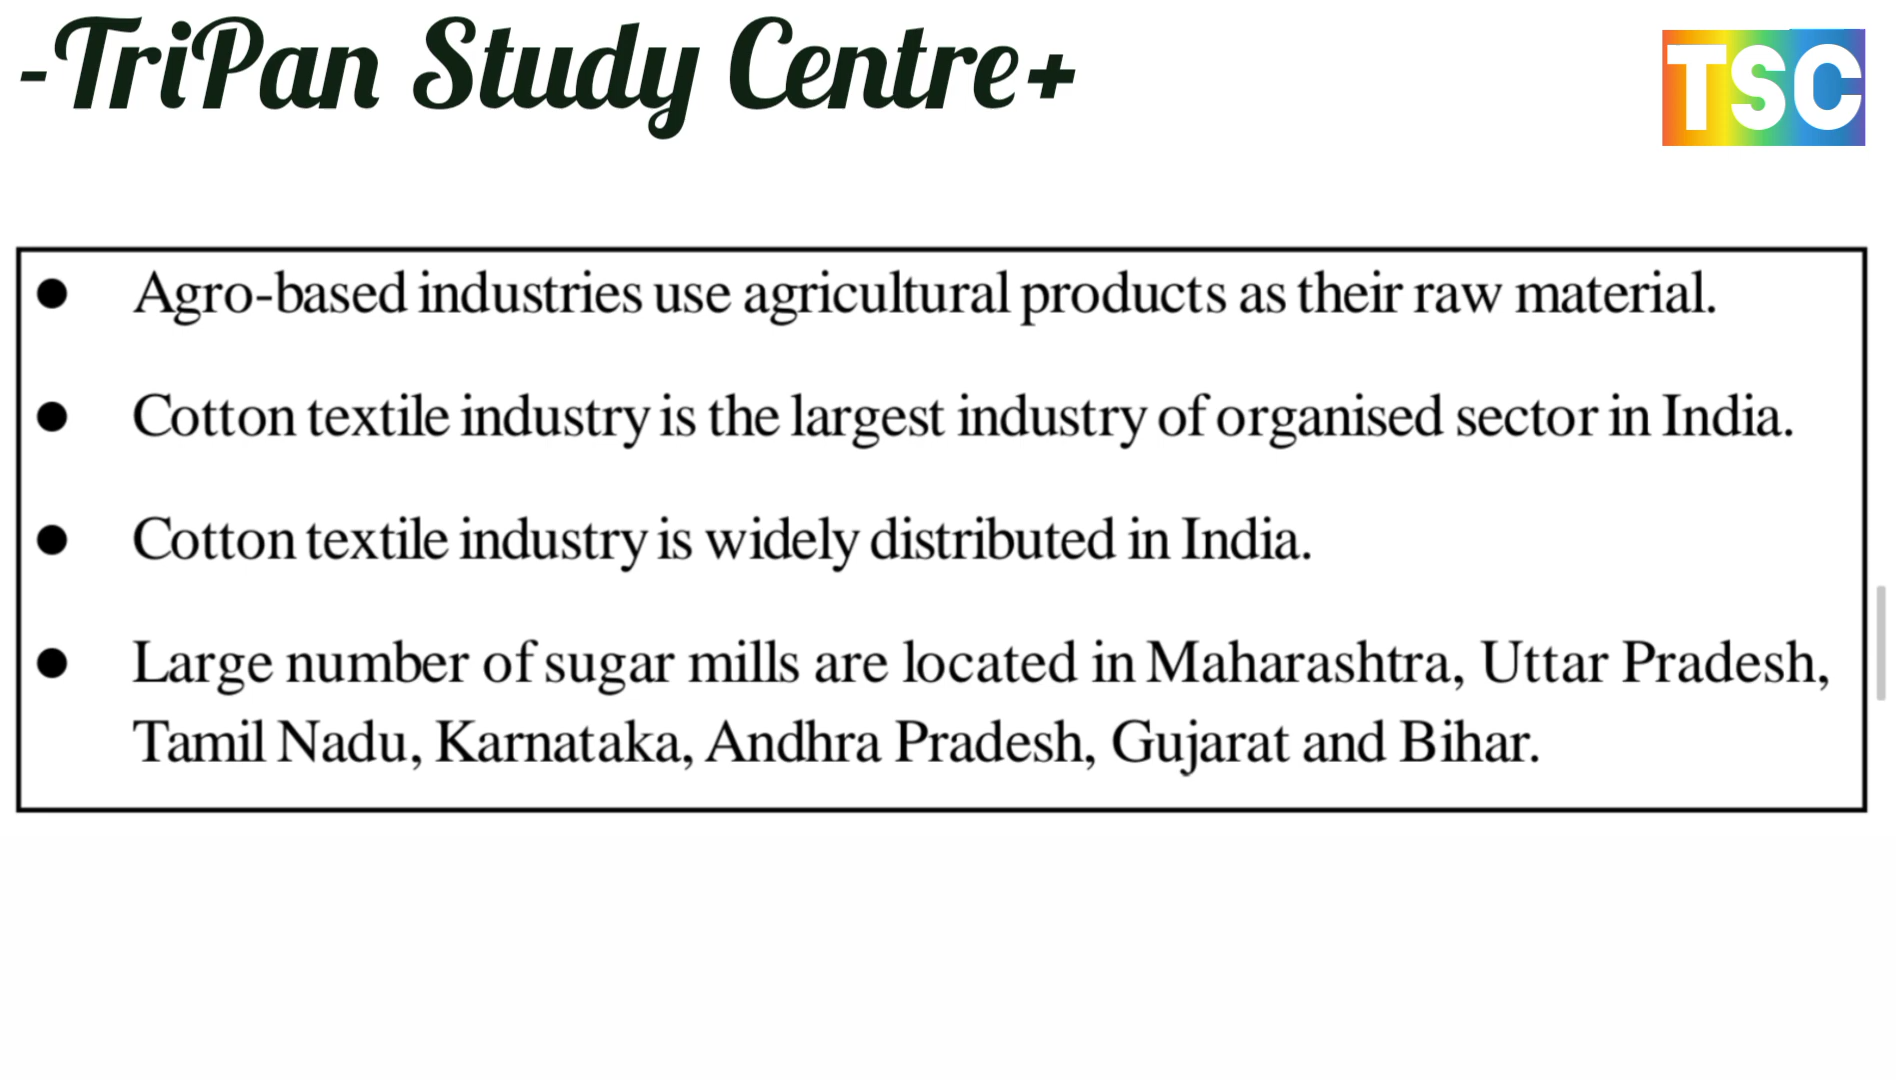 -TriPan Study Centre+
TSC
● Agro-based industries use agricultural products as their raw material.
● Cotton textile industry is the largest industry of organised sector in India.
● Cotton textile industry is widely distributed in India.
● Large number of sugar mills are located in Maharashtra, Uttar Pradesh,
Tamil Nadu, Karnataka, Andhra Pradesh, Gujarat and Bihar.